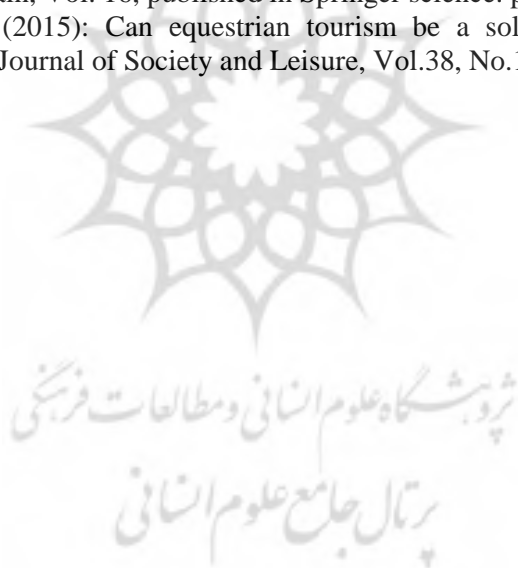 Vol. 18, published in Springer science. p
(2015): Can equestrian tourism be a sol
Journal of Society and Leisure, Vol.38, No.1
پژوهشگاه علوم انسانی و مطالعات فرهنگی
پرتال جامع علوم انسانی